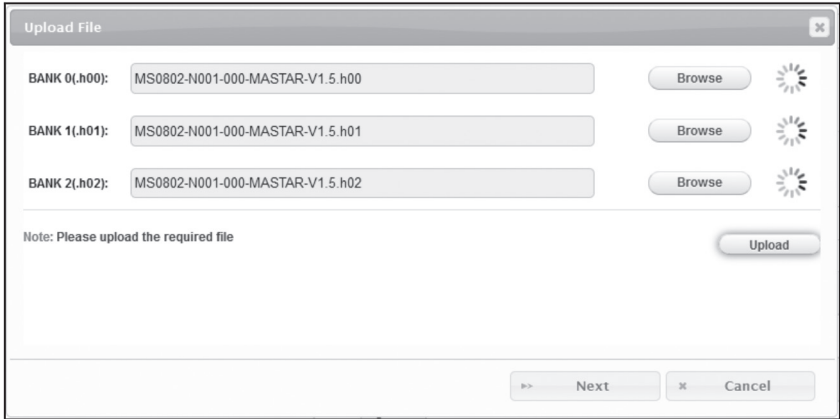 Upload File
BANK 0(.h00): MS0802-N001-000-MASTAR-V1.5.h00 Browse
BANK 1(.h01): MS0802-N001-000-MASTAR-V1.5.h01 Browse
BANK 2(.h02): MS0802-N001-000-MASTAR-V1.5.h02 Browse
Note: Please upload the required file Upload
Next Cancel